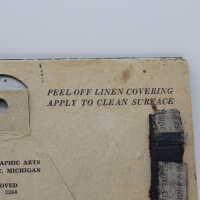 PEEL OFF LINEN COVERING
APPLY TO CLEAN SURFACE
APHIC ARTS
, MICHIGAN
OVED